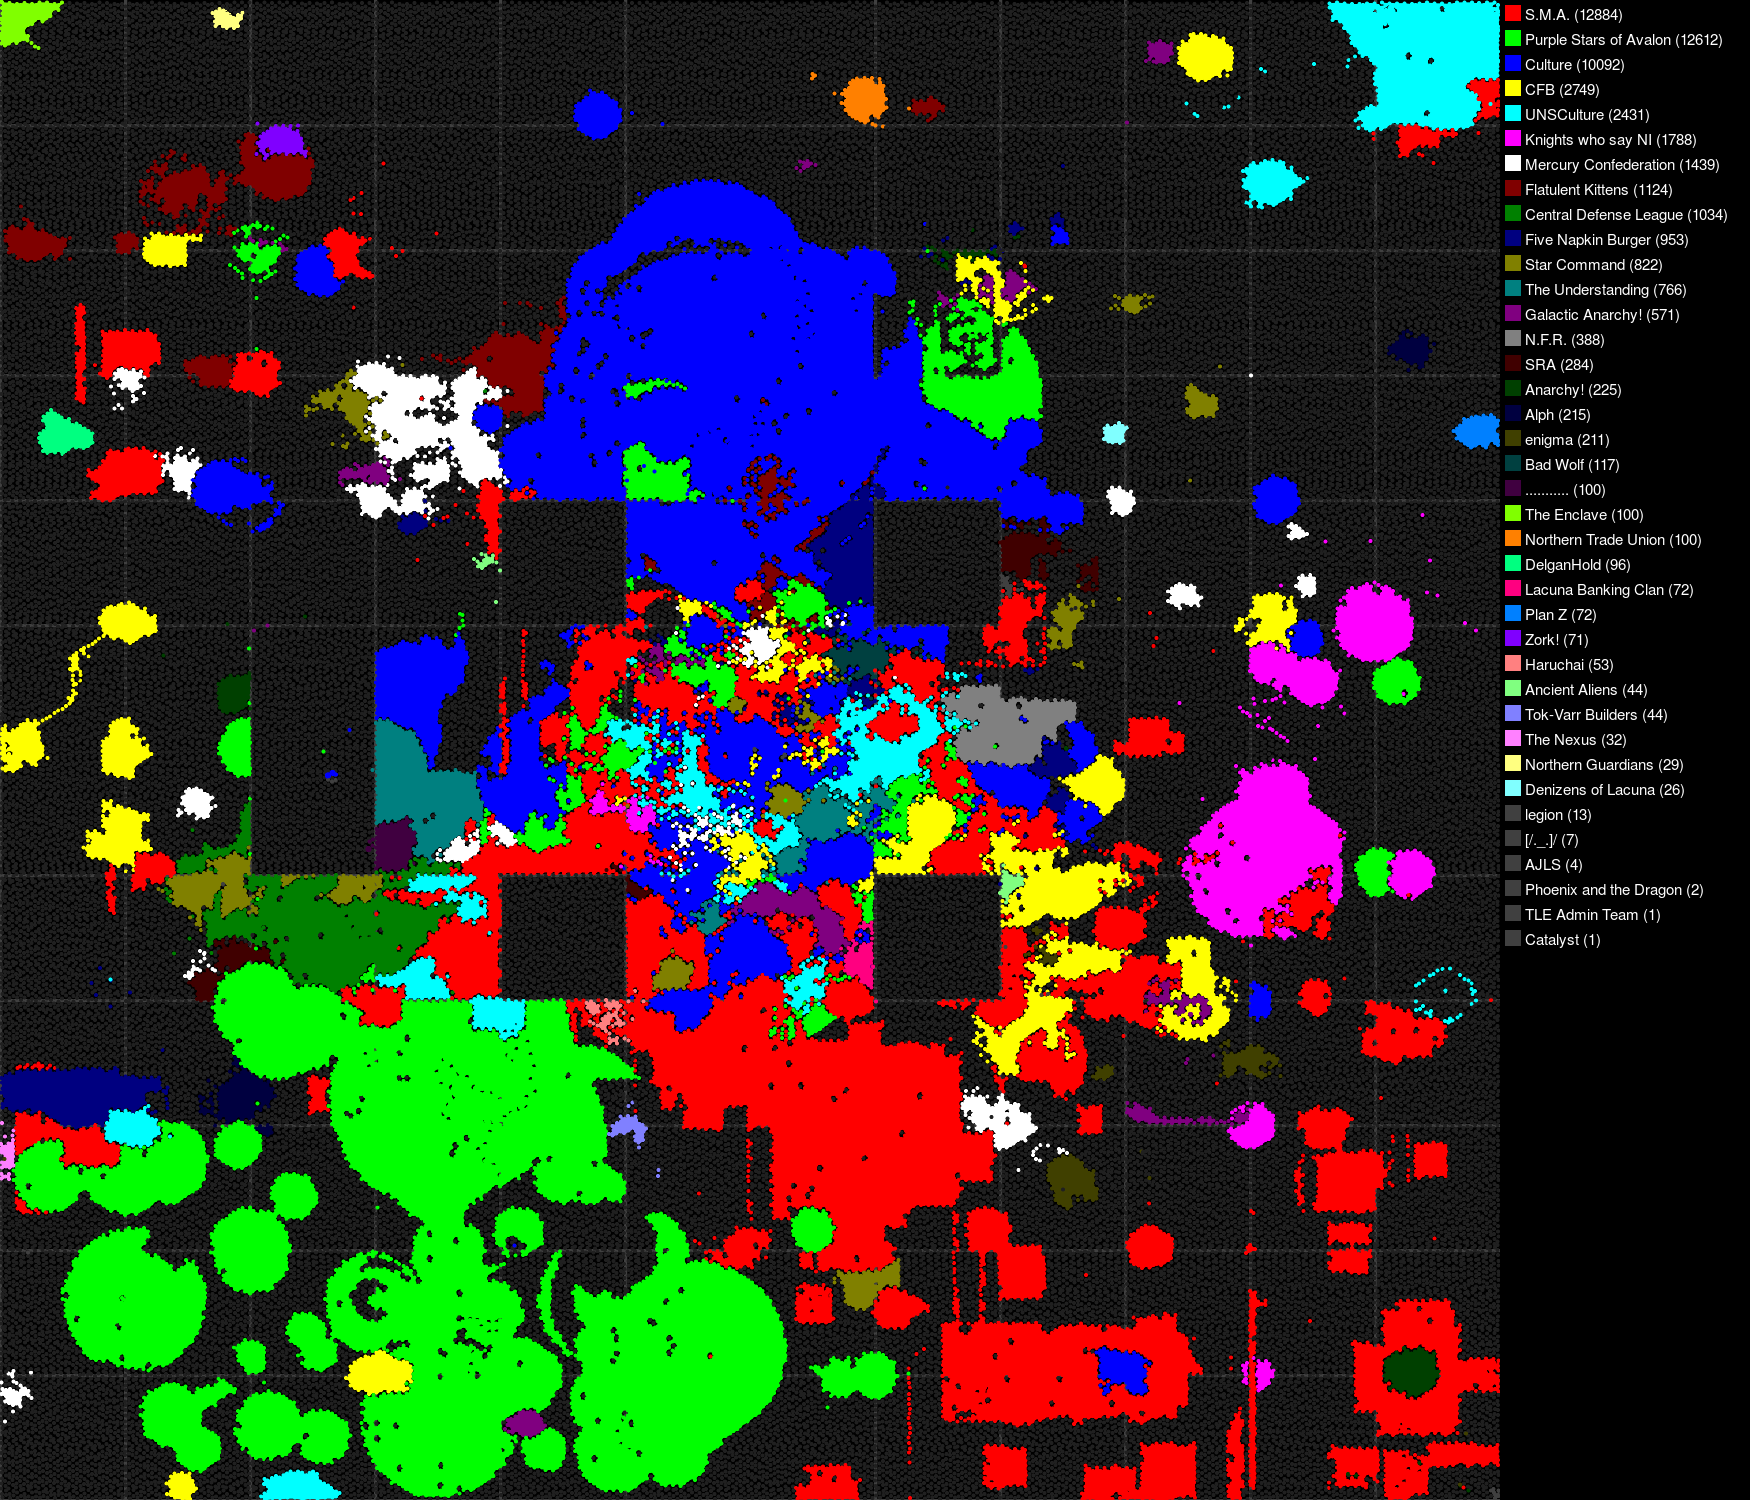 S.M.A. (12884)
Purple Stars of Avalon (12612)
Culture (10092)
CFB (2749)
UNSCulture (2431)
Knights who say NI (1788)
Mercury Confederation (1439)
Flatulent Kittens (1124)
Central Defense League (1034)
Five Napkin Burger (953)
Star Command (822)
The Understanding (766)
Galactic Anarchy! (571)
N.F.R. (388)
SRA (284)
Anarchy! (225)
Alph (215)
enigma (211)
Bad Wolf (117)
.......... (100)
The Enclave (100)
Northern Trade Union (100)
DelganHold (96)
Lacuna Banking Clan (72)
Plan Z (72)
Zork! (71)
Haruchai (53)
Ancient Aliens (44)
Tok-Varr Builders (44)
The Nexus (32)
Northern Guardians (29)
Denizens of Lacuna (26)
legion (13)
[/._.]/ (7)
AJLS (4)
Phoenix and the Dragon (2)
TLE Admin Team (1)
Catalyst (1)